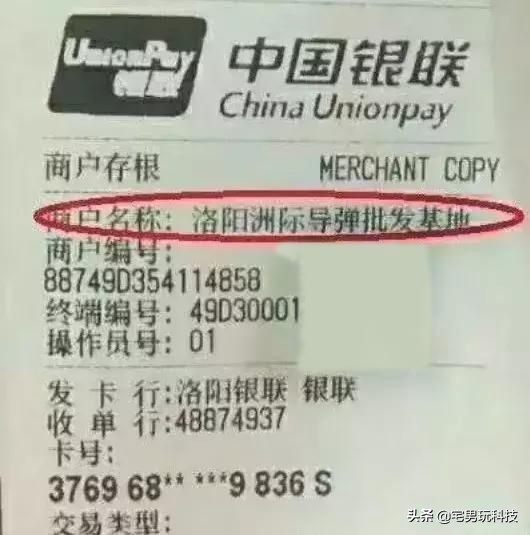 UnionPay
银联
中国银联
China Unionpay
商户存根 MERCHANT COPY
商户名称: 洛阳洲际导弹批发基地
商户编号:
88749D354114858
终端编号: 49D30001
操作员号: 01
发 卡 行:洛阳银联 银联
收 单 行:48874937
卡号:
3769 68** ***9 836 S
交易类型:
头条 @宅男玩科技